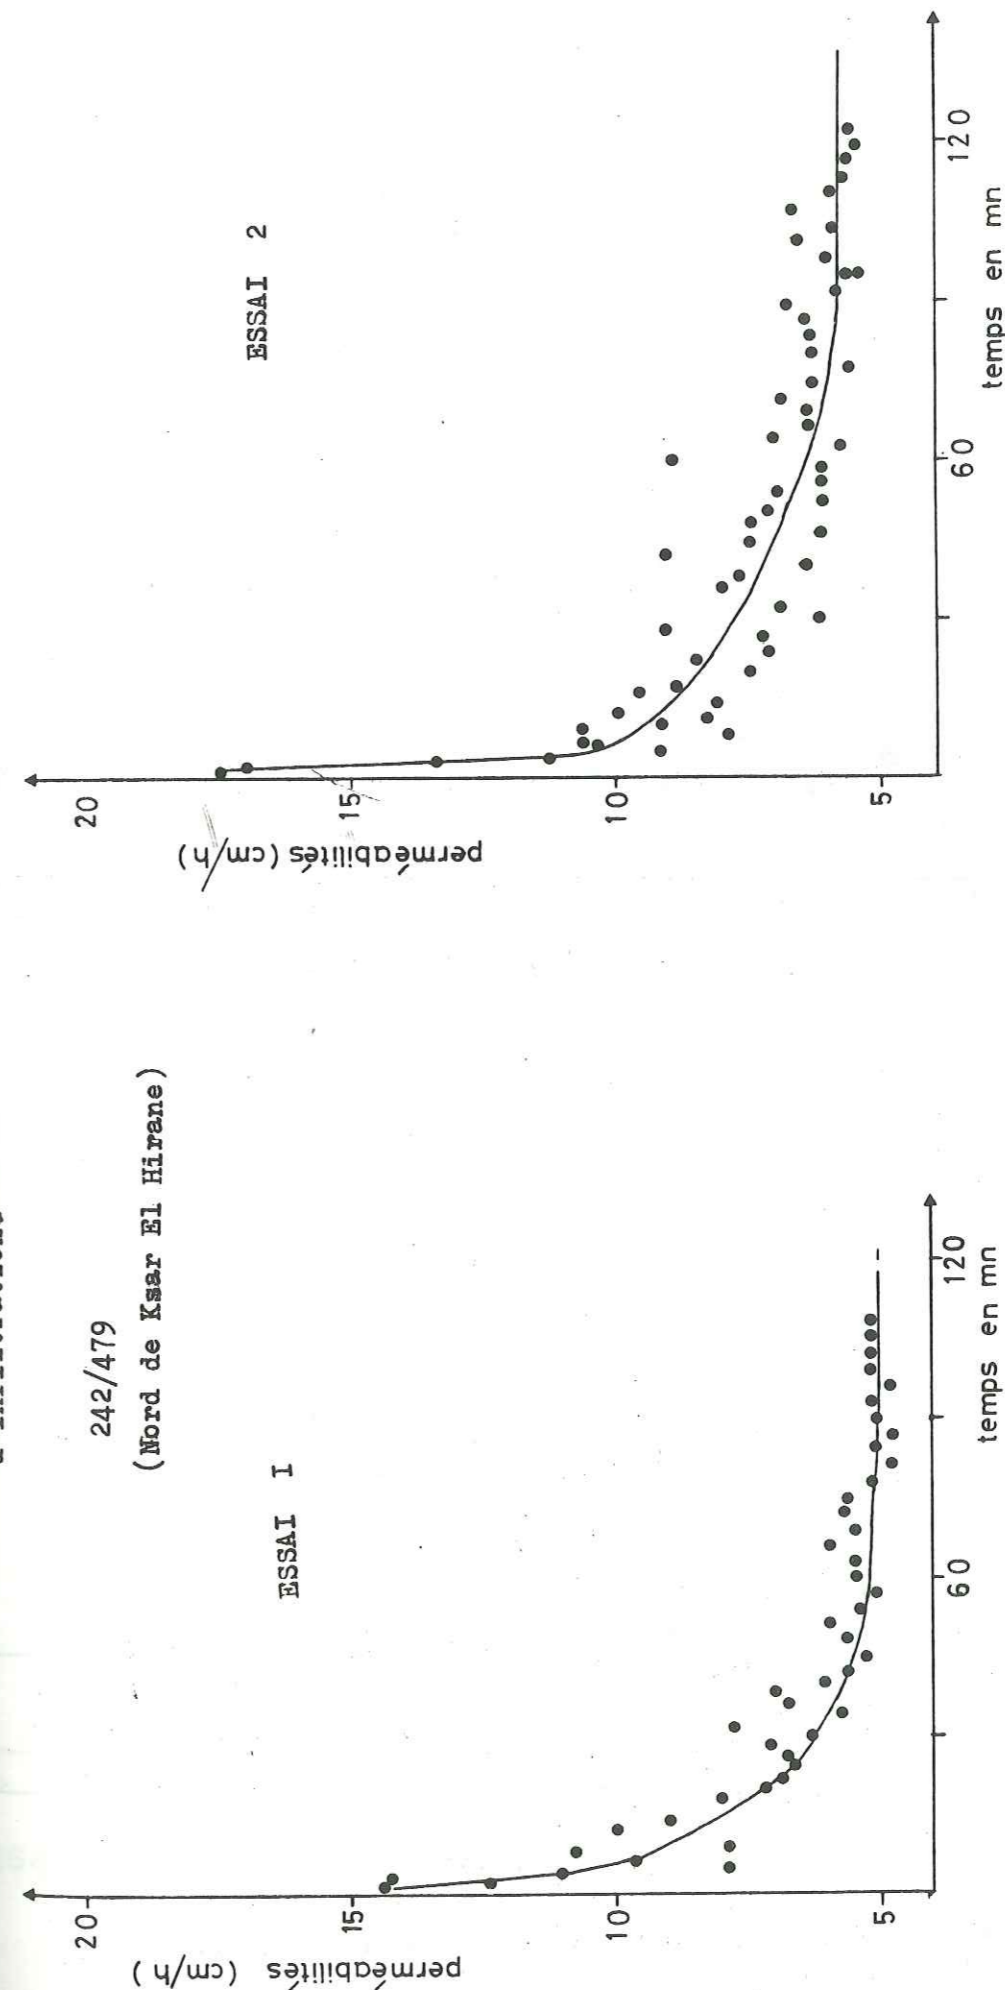 242/479
(Nord de Ksar El Hirane)
ESSAI I
perméabilités (cm/h)
20
15
10
5
60
120
temps en mn
ESSAI 2
perméabilités (cm/h)
20
15
10
5
60
120
temps en mn